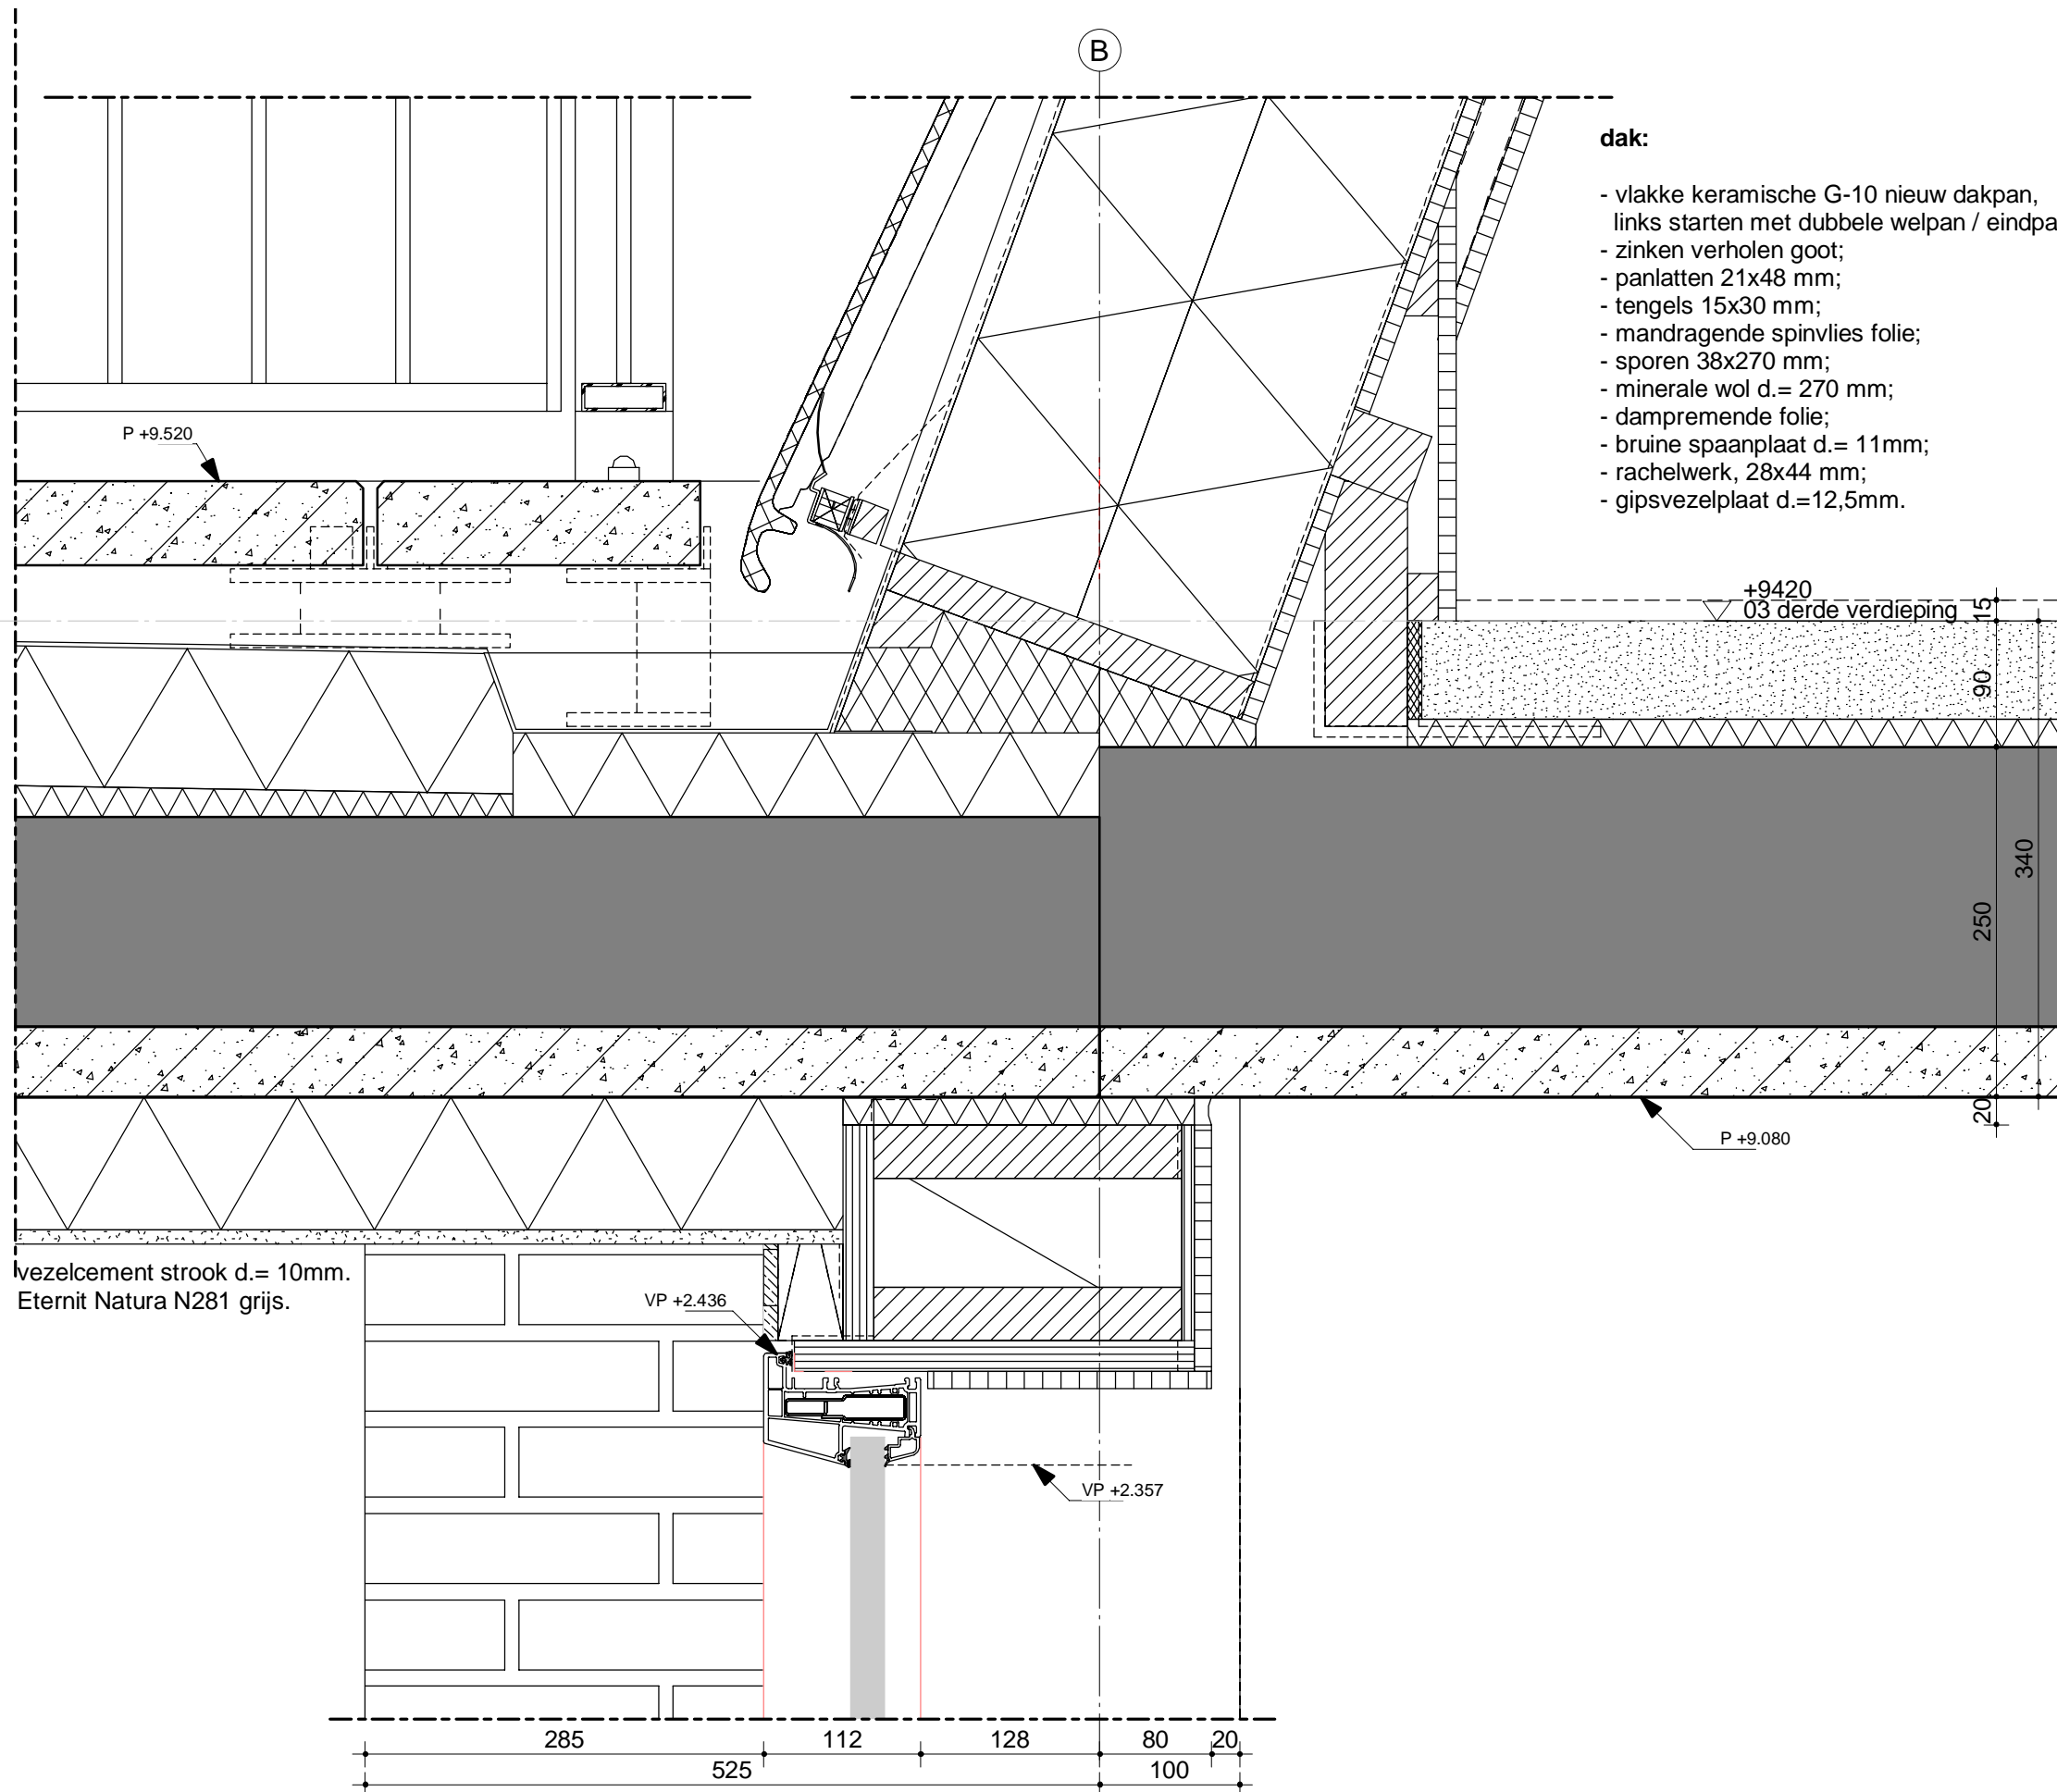 B
dak:
- vlakke keramische G-10 nieuw dakpan,
links starten met dubbele welpan / eindpa
- zinken verholen goot;
- panlatten 21x48 mm;
- tengels 15x30 mm;
- mandragende spinvlies folie;
- sporen 38x270 mm;
- minerale wol d.= 270 mm;
- dampremende folie;
- bruine spaanplaat d.= 11mm;
- rachelwerk, 28x44 mm;
- gipsvezelplaat d.=12,5mm.
P +9.520
+9420
03 derde verdieping
15
90
340
250
20
P +9.080
vezelcement strook d.= 10mm.
Eternit Natura N281 grijs.
VP +2.436
VP +2.357
285 112 128 80 20
525 100